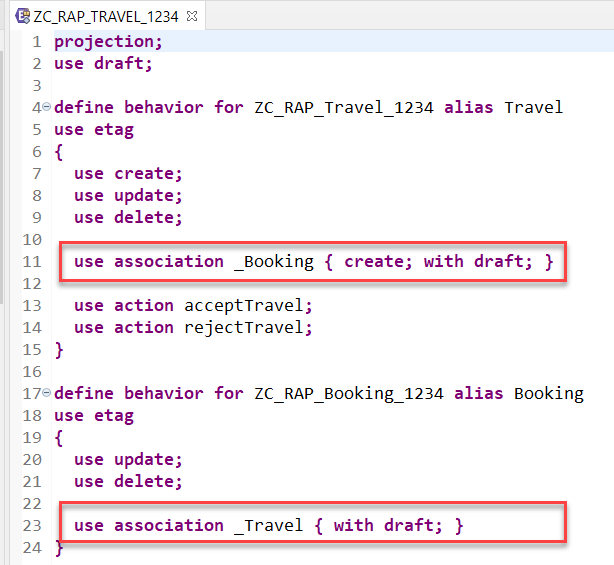 ZC_RAP_TRAVEL_1234
1 projection;
2 use draft;
3
4 define behavior for ZC_RAP_Travel_1234 alias Travel
5 use etag
6 {
7 use create;
8 use update;
9 use delete;
10
11 use association _Booking { create; with draft; }
12
13 use action acceptTravel;
14 use action rejectTravel;
15 }
16
17 define behavior for ZC_RAP_Booking_1234 alias Booking
18 use etag
19 {
20 use update;
21 use delete;
22
23 use association _Travel { with draft; }
24 }